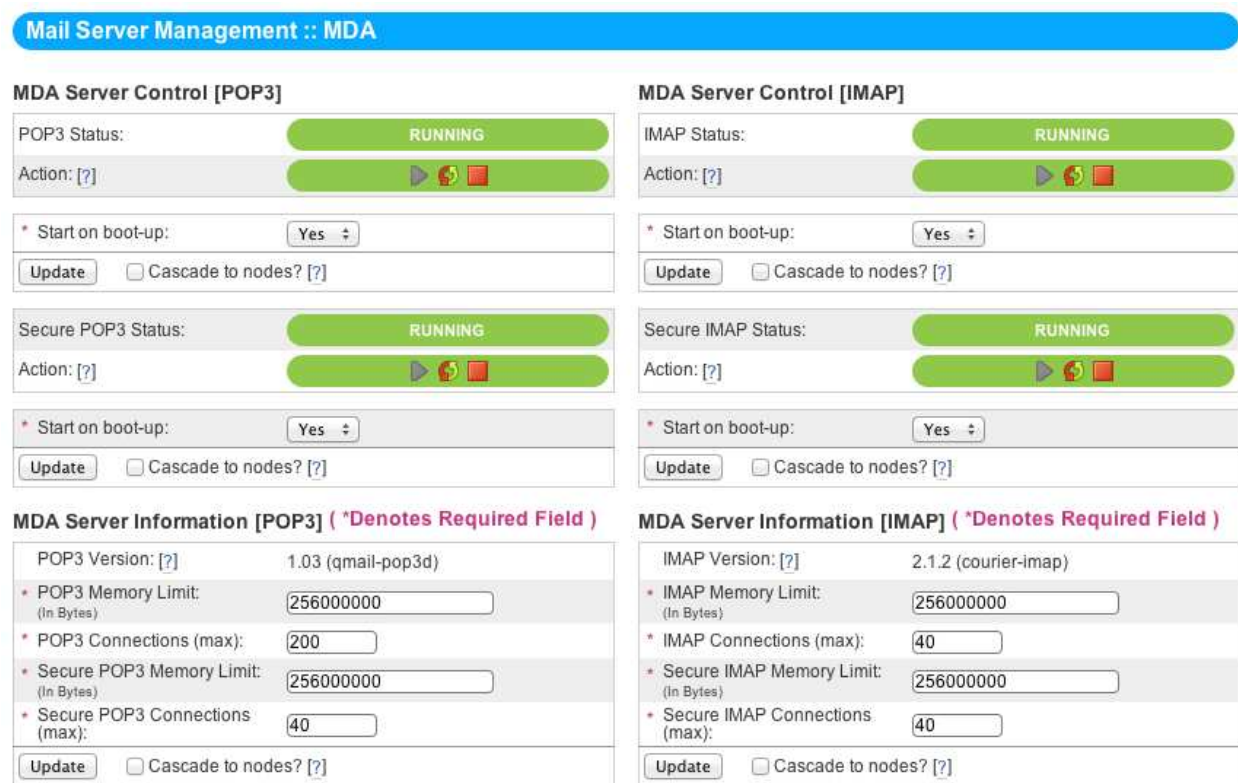 Mail Server Management :: MDA
MDA Server Control [POP3]
POP3 Status: RUNNING
Action: [?]
* Start on boot-up: Yes
Update Cascade to nodes? [?]
Secure POP3 Status: RUNNING
Action: [?]
* Start on boot-up: Yes
Update Cascade to nodes? [?]
MDA Server Information [POP3] ( *Denotes Required Field )
POP3 Version: [?] 1.03 (qmail-pop3d)
* POP3 Memory Limit: 256000000
(In Bytes)
* POP3 Connections (max): 200
* Secure POP3 Memory Limit: 256000000
(In Bytes)
* Secure POP3 Connections
(max): 40
Update Cascade to nodes? [?]
MDA Server Control [IMAP]
IMAP Status: RUNNING
Action: [?]
* Start on boot-up: Yes
Update Cascade to nodes? [?]
Secure IMAP Status: RUNNING
Action: [?]
* Start on boot-up: Yes
Update Cascade to nodes? [?]
MDA Server Information [IMAP] ( *Denotes Required Field )
IMAP Version: [?] 2.1.2 (courier-imap)
* IMAP Memory Limit: 256000000
(In Bytes)
* IMAP Connections (max): 40
* Secure IMAP Memory Limit: 256000000
(In Bytes)
* Secure IMAP Connections
(max): 40
Update Cascade to nodes? [?]